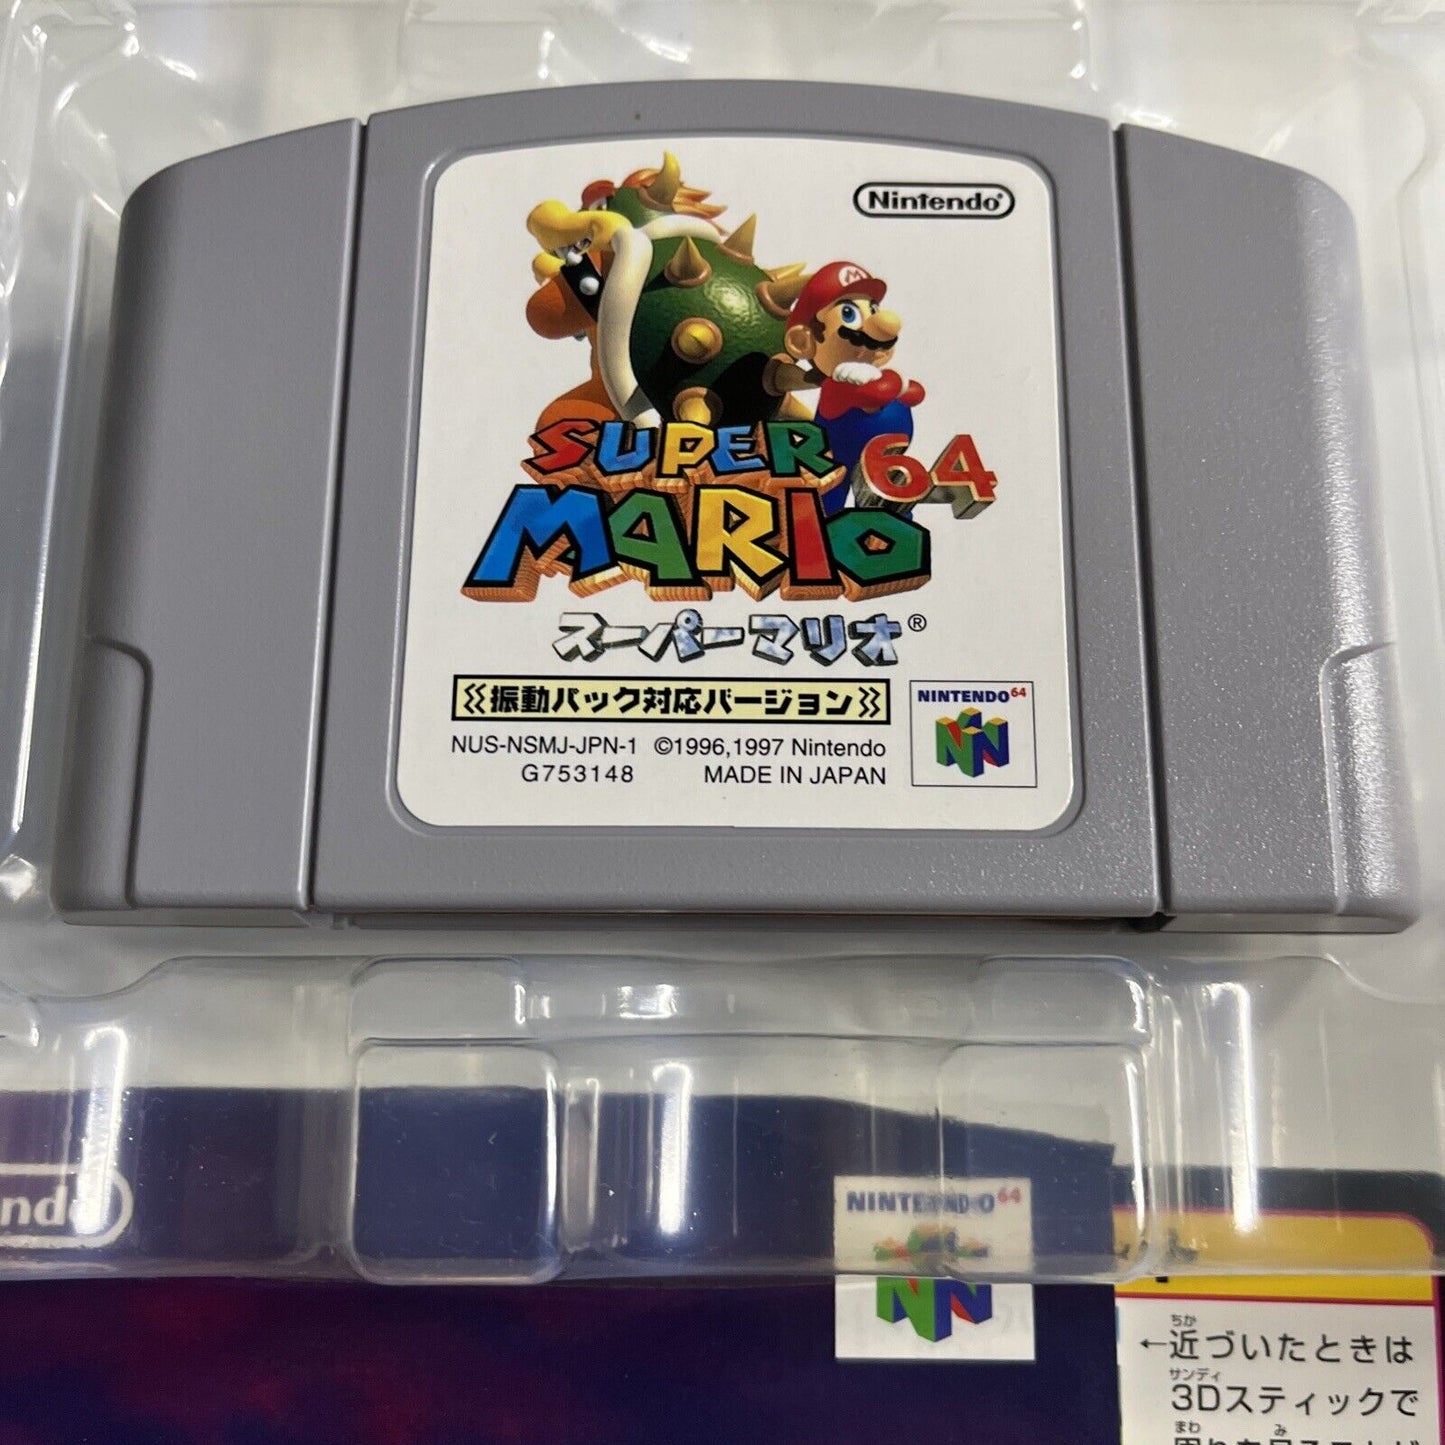 Nintendo®
SUPER
MARIO 64
スーパーマリオ®
振動パック対応バージョン
NUS-NSMJ-JPN-1 ©1996,1997 Nintendo
G753148 MADE IN JAPAN
NINTENDO64
NINTENDO64
ちか
←近づいたときは
サンディ
3Dスティックで
まわ み